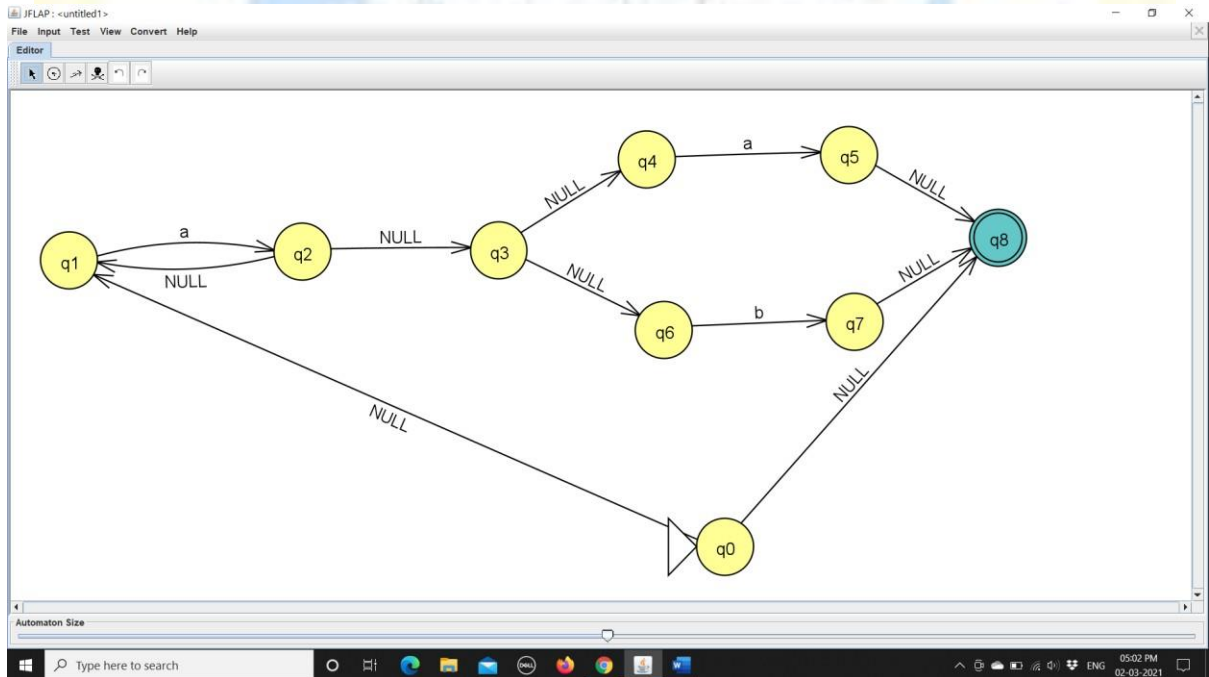 JFLAP : <untitled1>
File Input Test View Convert Help
Editor
q4
a
q5
NULL
NULL
q8
q1
a
q2
NULL
q3
NULL
NULL
NULL
q6
b
q7
NULL
NULL
q0
Automaton Size
Type here to search
DELL
W
ENG
05:02 PM
02-03-2021